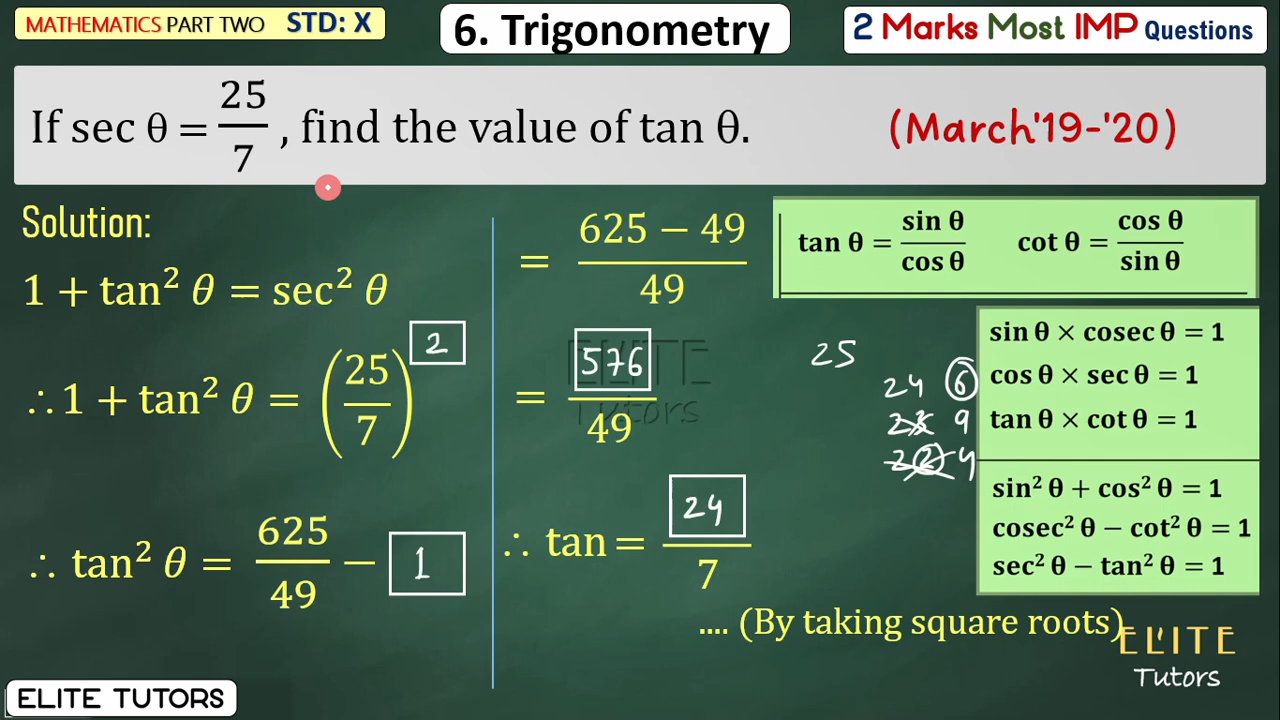 MATHEMATICS PART TWO STD: X
6. Trigonometry
2 Marks Most IMP Questions
If sec θ = 25/7 , find the value of tan θ. (March'19-'20)
Solution:
1 + tan² θ = sec² θ
∴ 1 + tan² θ = (25/7)²
∴ tan² θ = 625/49 − 1
= 625 − 49/49
= 576/49
∴ tan = 24/7
.... (By taking square roots)
tan θ = sin θ/cos θ cot θ = cos θ/sin θ
25
24 6
23 9
22 4
sin θ × cosec θ = 1
cos θ × sec θ = 1
tan θ × cot θ = 1
sin² θ + cos² θ = 1
cosec² θ − cot² θ = 1
sec² θ − tan² θ = 1
ELITE
Tutors
ELITE
Tutors
ELITE TUTORS